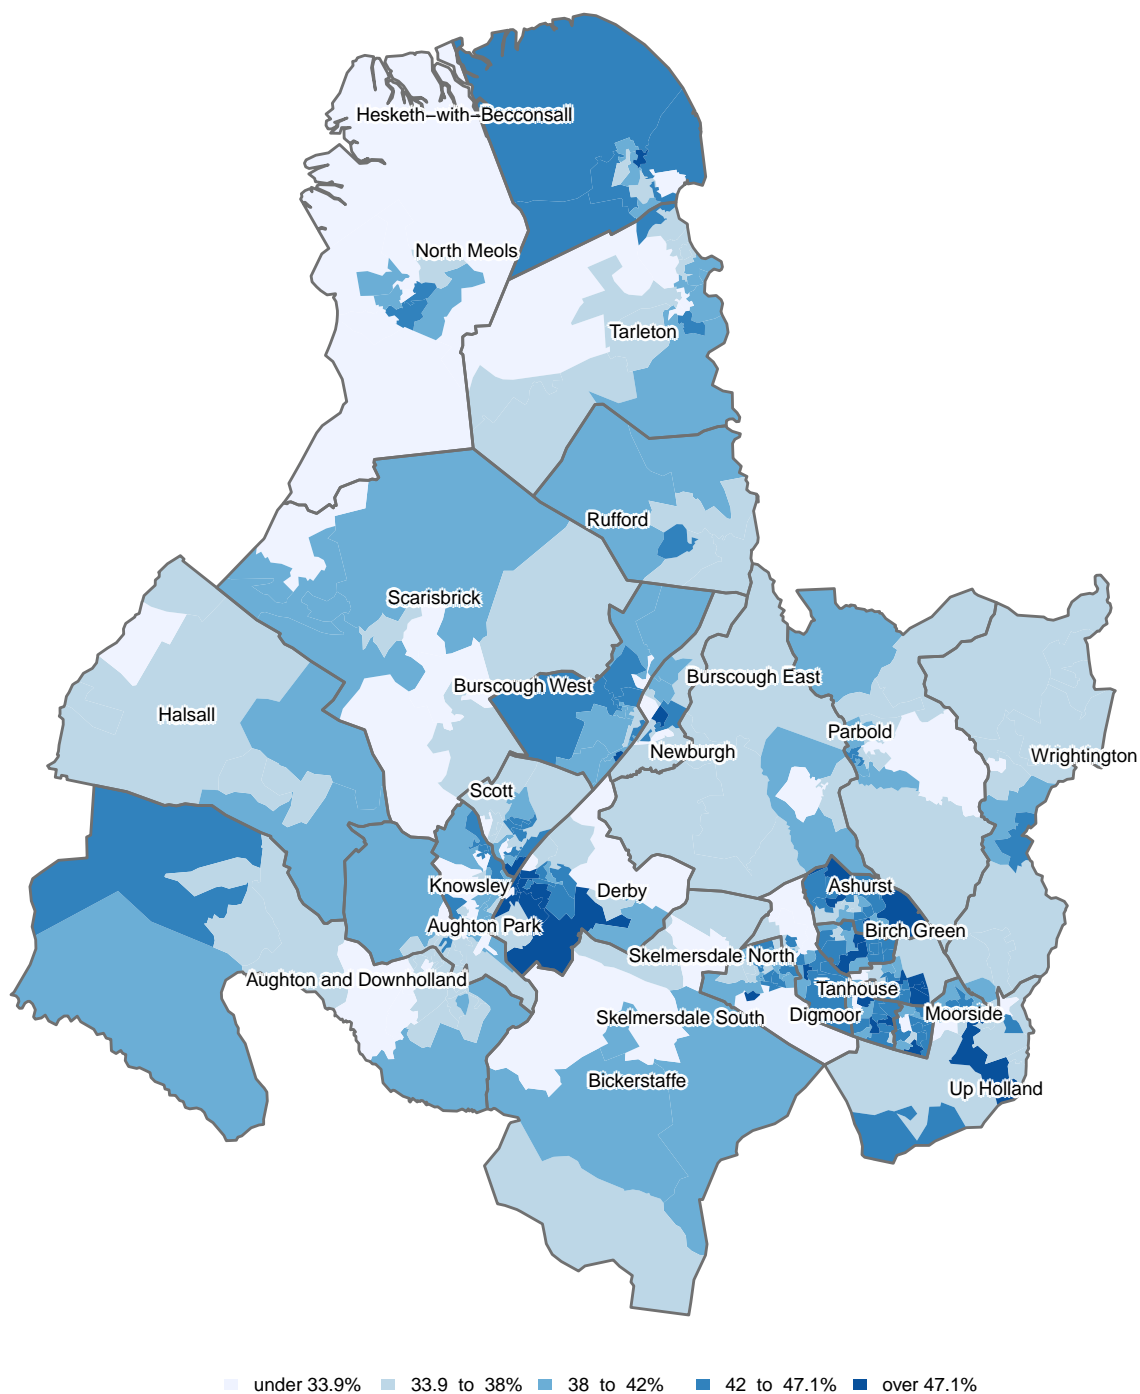 Hesketh−with−Becconsall
North Meols
Tarleton
Rufford
Scarisbrick
Burscough East
Burscough West
Halsall
Parbold
Newburgh
Wrightington
Scott
Knowsley
Derby
Ashurst
Aughton Park
Birch Green
Skelmersdale North
Aughton and Downholland
Tanhouse
Skelmersdale South
Digmoor
Moorside
Bickerstaffe
Up Holland
under 33.9% 33.9 to 38% 38 to 42% 42 to 47.1% over 47.1%